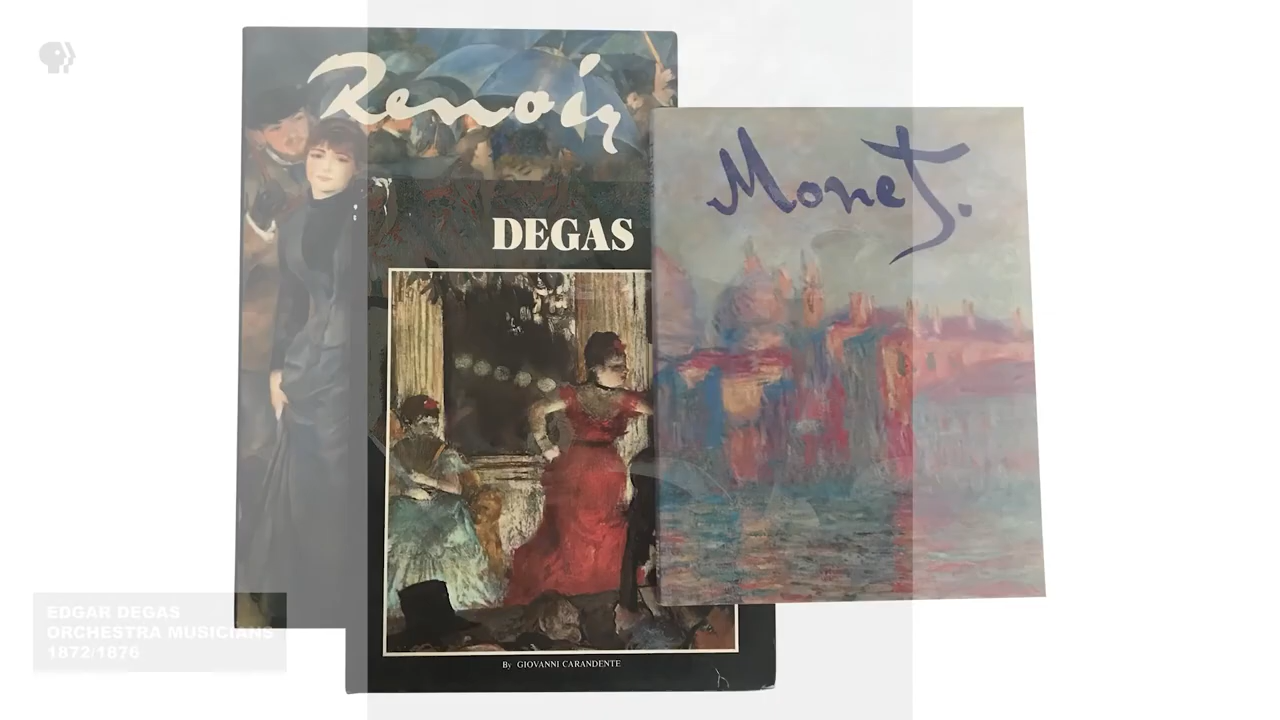 Renoir
DEGAS
Monet.
By GIOVANNI CARANDENTE
EDGAR DEGAS
ORCHESTRA MUSICIANS
1872/1876